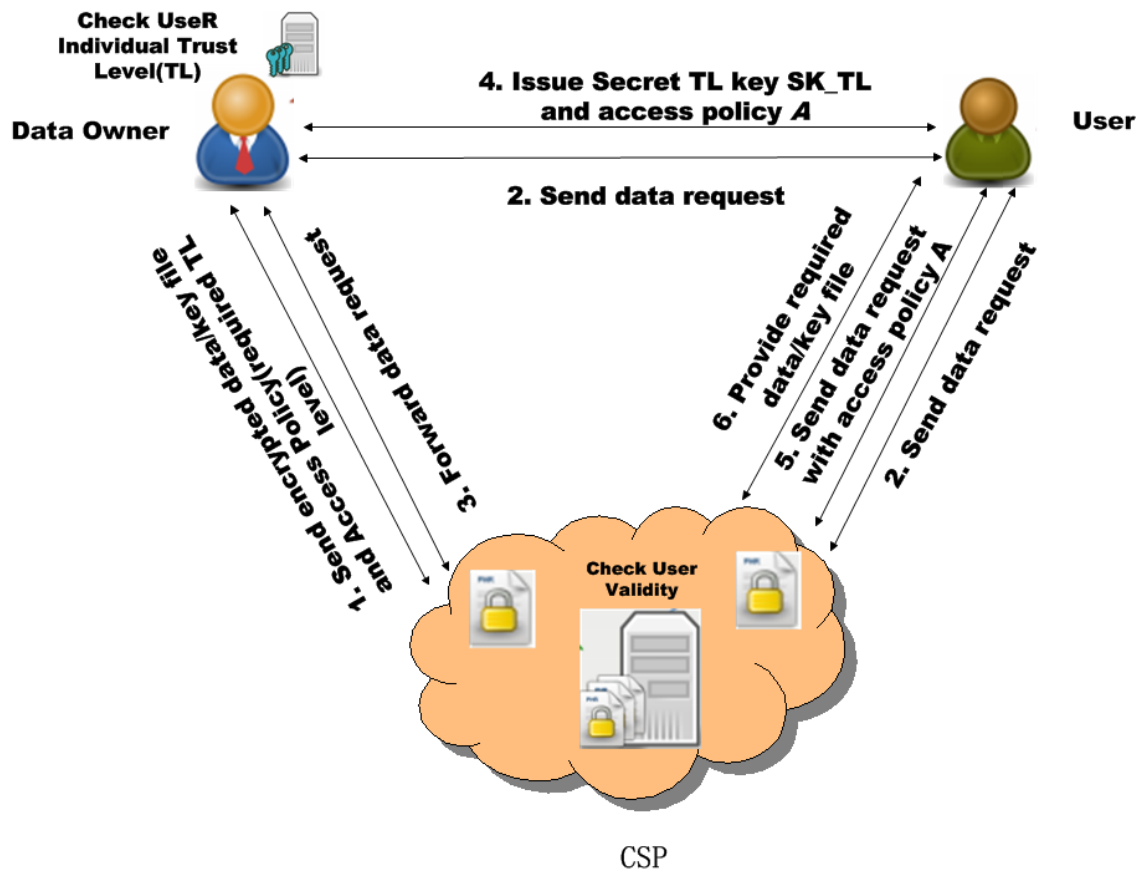 Check UseR
Individual Trust
Level(TL)
Data Owner
4. Issue Secret TL key SK_TL
and access policy A
User
2. Send data request
1. Send encrypted data/key file
and Access Policy(required TL
level)
3. Forward data request
6. Provide required
data/key file
5. Send data request
with access policy A
2. Send data request
Check User
Validity
CSP